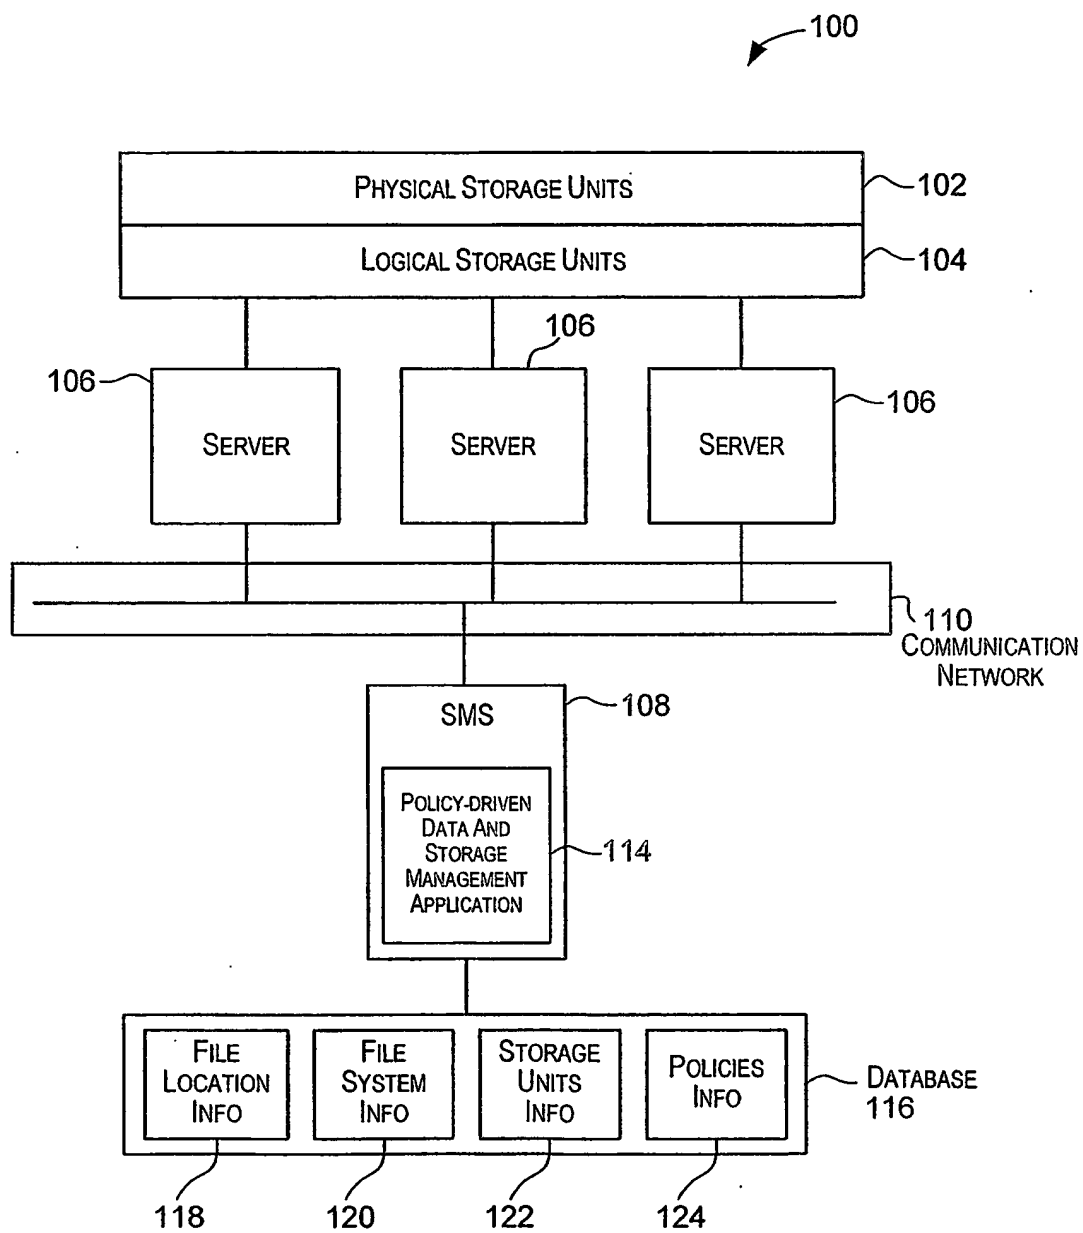 100
PHYSICAL STORAGE UNITS
102
LOGICAL STORAGE UNITS
104
106
106
106
SERVER
SERVER
SERVER
110
COMMUNICATION
NETWORK
SMS
108
POLICY-DRIVEN
DATA AND
STORAGE
MANAGEMENT
APPLICATION
114
FILE
LOCATION
INFO
FILE
SYSTEM
INFO
STORAGE
UNITS
INFO
POLICIES
INFO
DATABASE
116
118
120
122
124